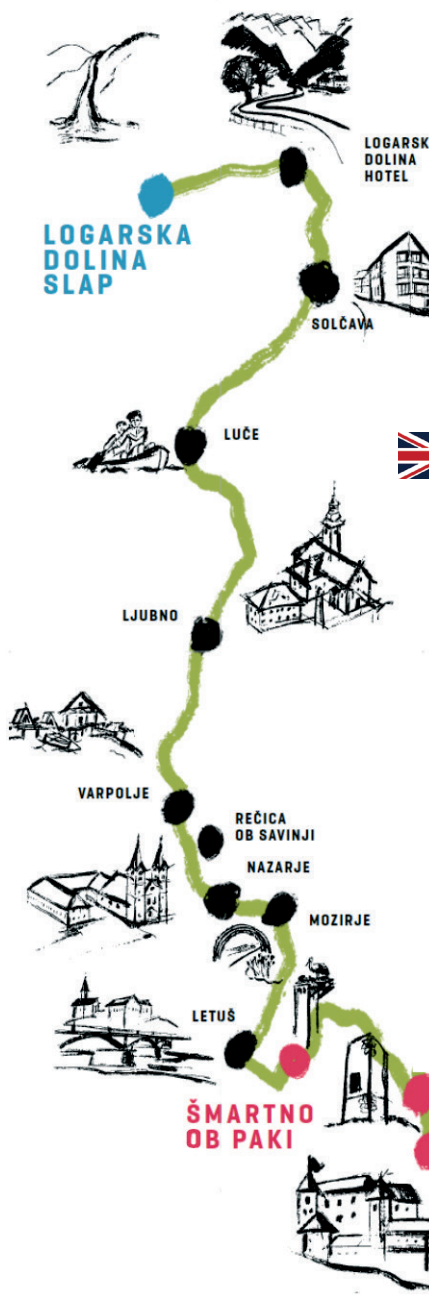 LOGARSK
DOLINA
HOTEL
LOGARSKA
DOLINA
SLAP
SOLČAVA
LUČE
LJUBNO
VARPOLJE
REČICA
OB SAVINJI
NAZARJE
MOZIRJE
LETUŠ
ŠMARTNO
OB PAKI